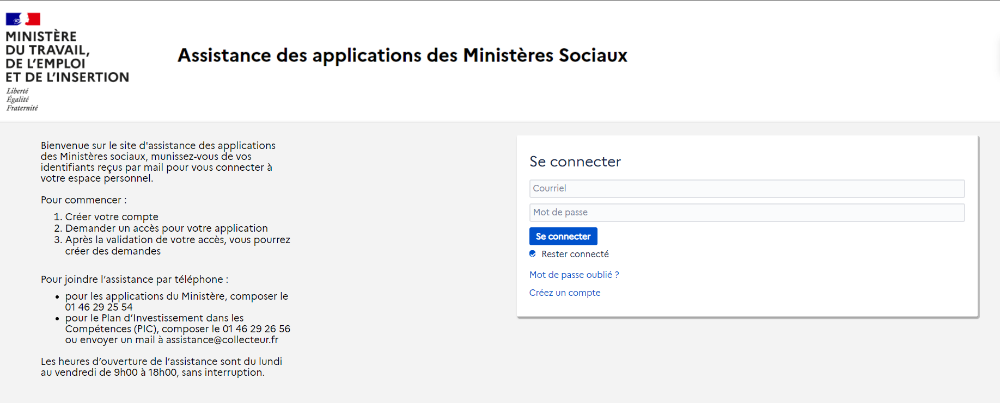 MINISTÈRE
DU TRAVAIL,
DE L'EMPLOI
ET DE L'INSERTION
Liberté
Égalité
Fraternité
Assistance des applications des Ministères Sociaux
Bienvenue sur le site d'assistance des applications
des Ministères sociaux, munissez-vous de vos
identifiants reçus par mail pour vous connecter à
votre espace personnel.
Pour commencer :
1. Créer votre compte
2. Demander un accès pour votre application
3. Après la validation de votre accès, vous pourrez
créer des demandes
Pour joindre l’assistance par téléphone :
• pour les applications du Ministère, composer le
01 46 29 25 54
• pour le Plan d’Investissement dans les
Compétences (PIC), composer le 01 46 29 26 56
ou envoyer un mail à assistance@collecteur.fr
Les heures d’ouverture de l’assistance sont du lundi
au vendredi de 9h00 à 18h00, sans interruption.
Se connecter
Courriel
Mot de passe
Se connecter
Rester connecté
Mot de passe oublié ?
Créez un compte